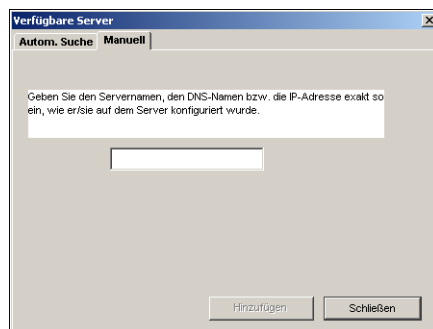 Verfügbare Server
Autom. Suche Manuell
Geben Sie den Servernamen, den DNS-Namen bzw. die IP-Adresse exakt so
ein, wie er/sie auf dem Server konfiguriert wurde.
Hinzufügen Schließen